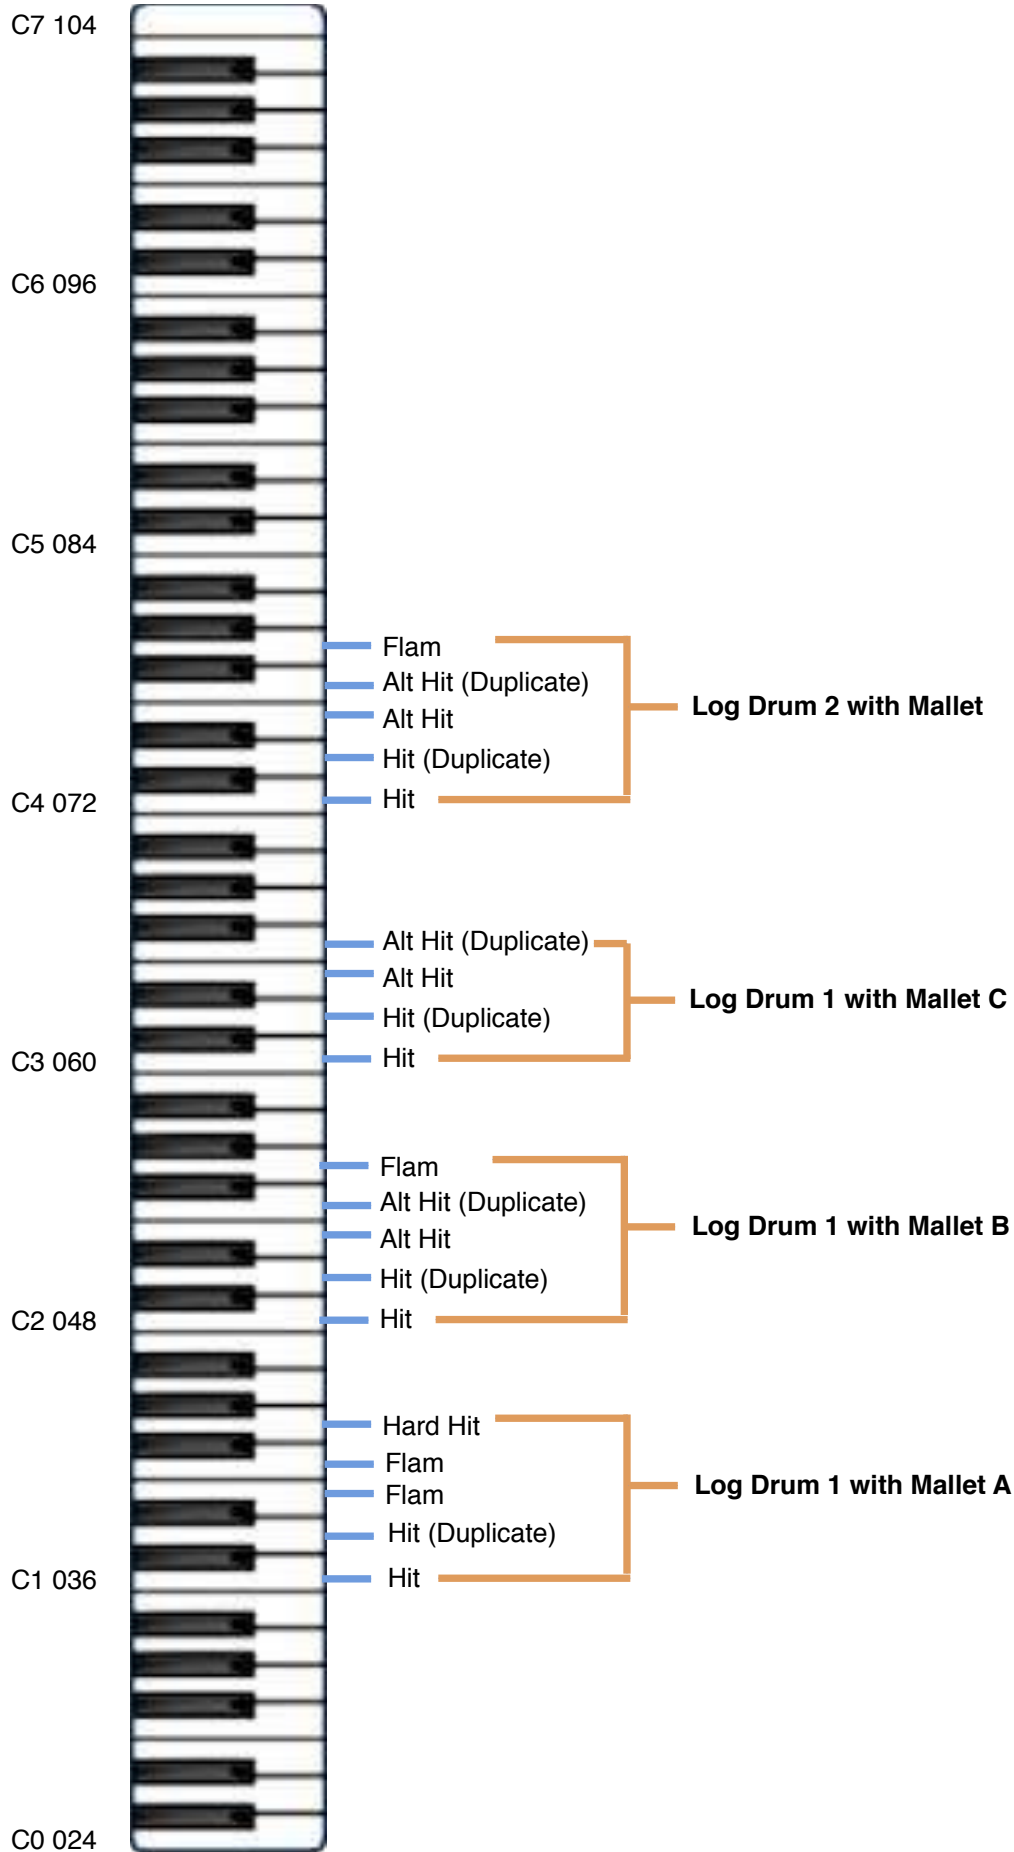 C7 104
C6 096
C5 084
Flam
Alt Hit (Duplicate)
Log Drum 2 with Mallet
Alt Hit
Hit (Duplicate)
Hit
C4 072
Alt Hit (Duplicate)
Alt Hit
Log Drum 1 with Mallet C
Hit (Duplicate)
Hit
C3 060
Flam
Alt Hit (Duplicate)
Log Drum 1 with Mallet B
Alt Hit
Hit (Duplicate)
Hit
C2 048
Hard Hit
Flam
Log Drum 1 with Mallet A
Flam
Hit (Duplicate)
Hit
C1 036
C0 024